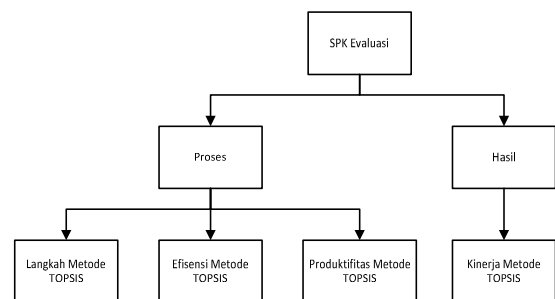 SPK Evaluasi
Proses
Hasil
Langkah Metode
TOPSIS
Efisensi Metode
TOPSIS
Produktifitas Metode
TOPSIS
Kinerja Metode
TOPSIS